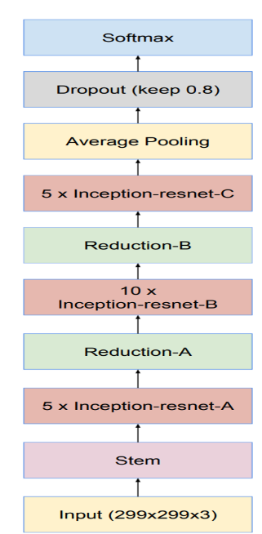 Softmax
Dropout (keep 0.8)
Average Pooling
5 x Inception-resnet-C
Reduction-B
10 x
Inception-resnet-B
Reduction-A
5 x Inception-resnet-A
Stem
Input (299x299x3)